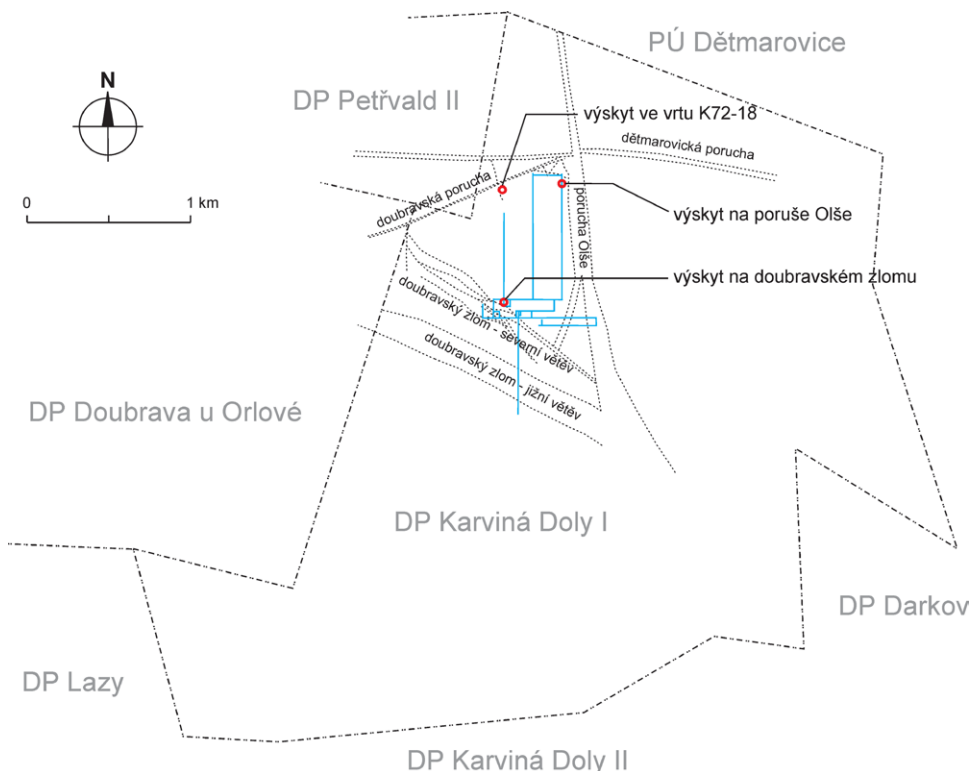 PÚ Dětmarovice
DP Petřvald II
N
výskyt ve vrtu K72-18
dětmarovická porucha
doubravská porucha
0 1 km
výskyt na poruše Olše
porucha Olše
výskyt na doubravském zlomu
doubravský zlom - severní větěv
doubravský zlom - jižní větěv
DP Doubrava u Orlové
DP Karviná Doly I
DP Darkov
DP Lazy
DP Karviná Doly II